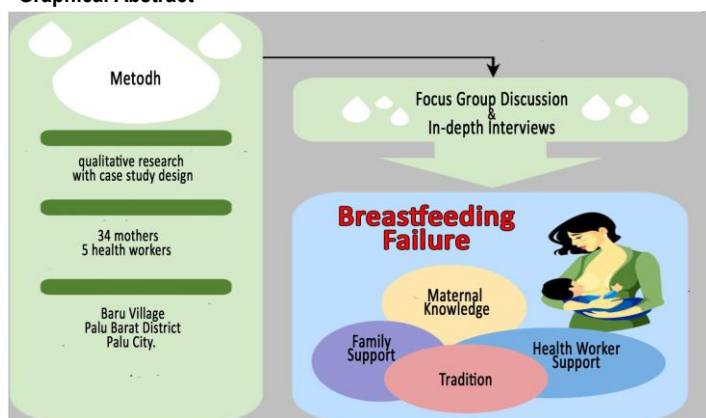 Graphical Abstract
Metodh
qualitative research
with case study design
34 mothers
5 health workers
Baru Village
Palu Barat District
Palu City.
Focus Group Discussion
&
In-depth Interviews
Breastfeeding
Failure
Maternal
Knowledge
Family
Support
Health Worker
Support
Tradition